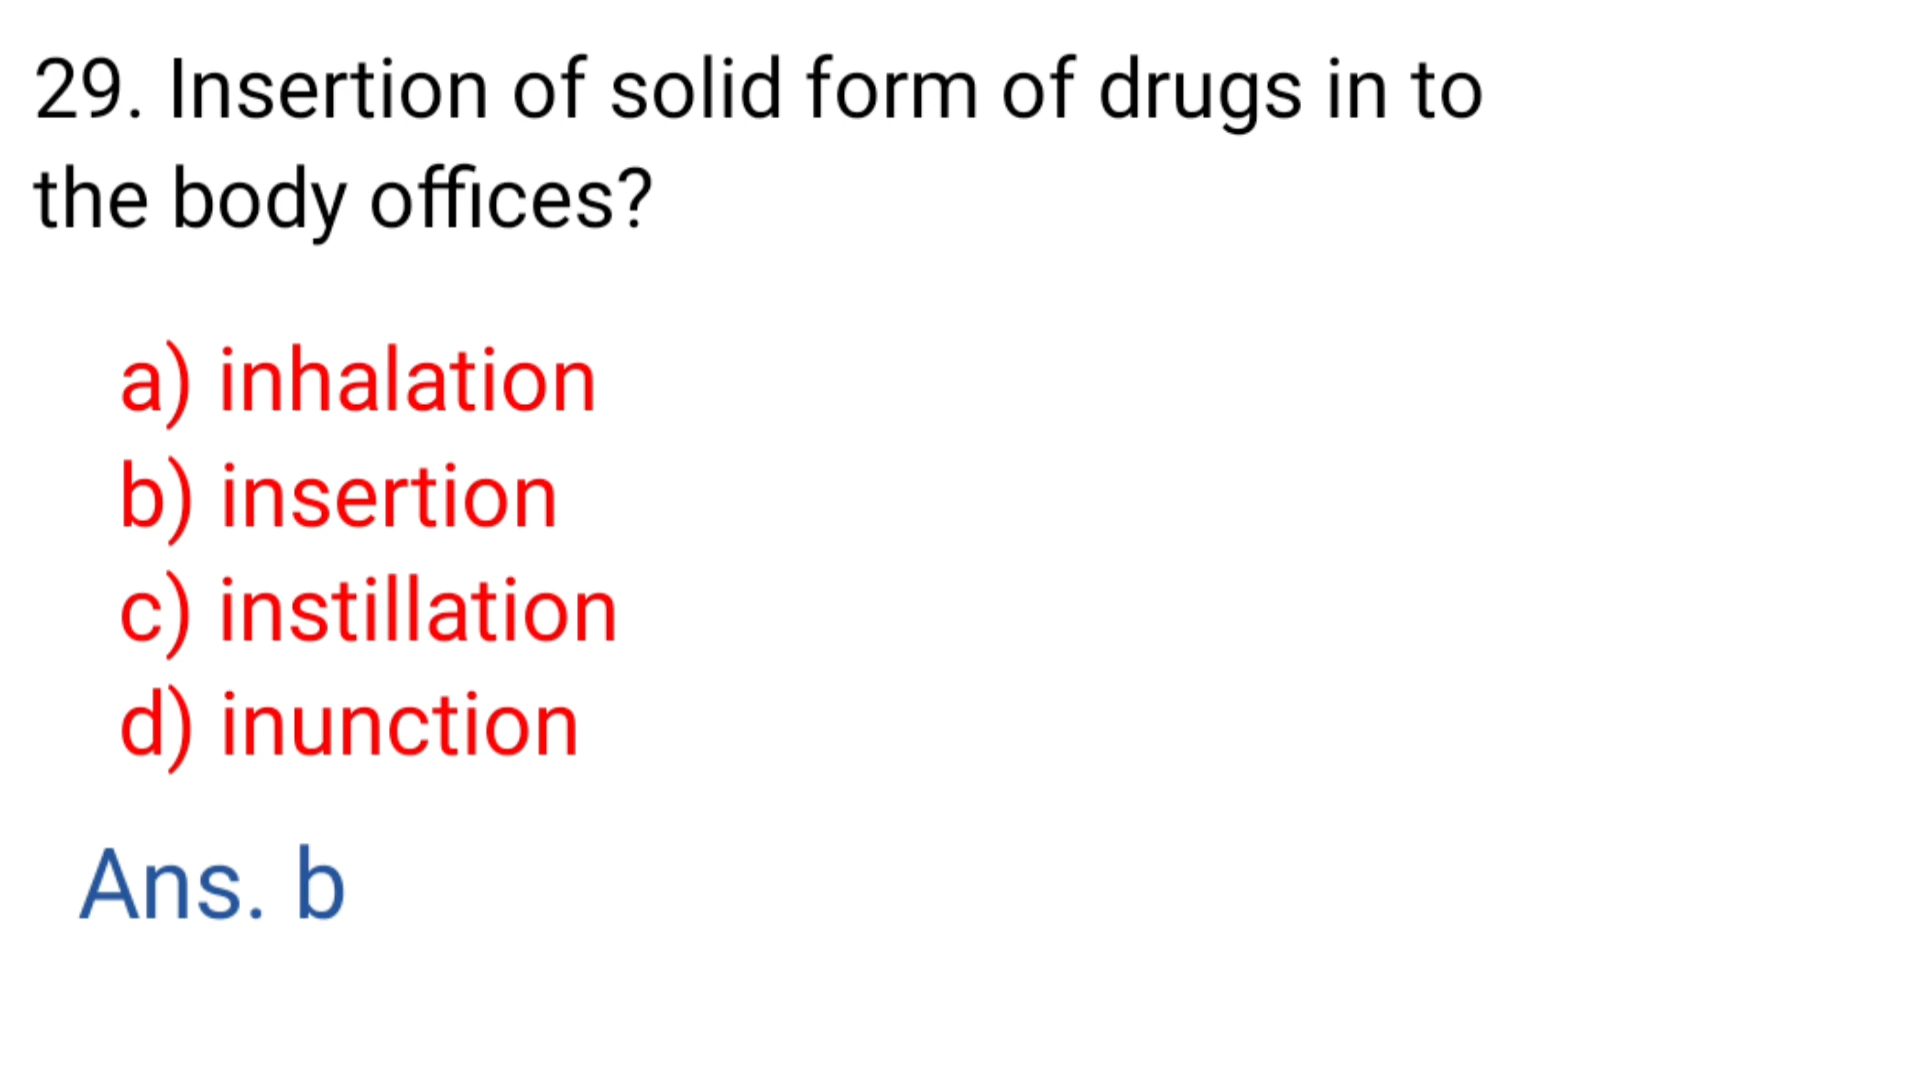 29. Insertion of solid form of drugs in to
the body offices?
a) inhalation
b) insertion
c) instillation
d) inunction
Ans. b